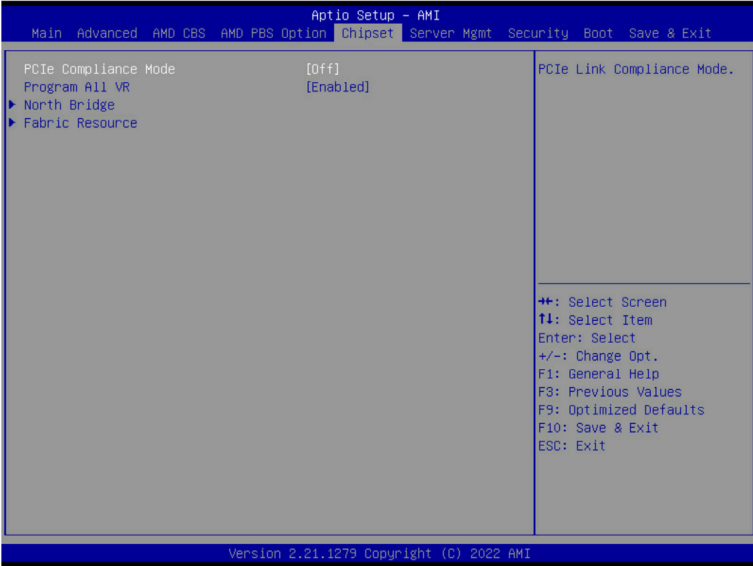 Aptio Setup – AMI
Main Advanced AMD CBS AMD PBS Option Chipset Server Mgmt Security Boot Save & Exit
PCIe Compliance Mode [Off]
Program All VR [Enabled]
North Bridge
Fabric Resource
PCIe Link Compliance Mode.
→←: Select Screen
↑↓: Select Item
Enter: Select
+/-: Change Opt.
F1: General Help
F3: Previous Values
F9: Optimized Defaults
F10: Save & Exit
ESC: Exit
Version 2.21.1279 Copyright (C) 2022 AMI